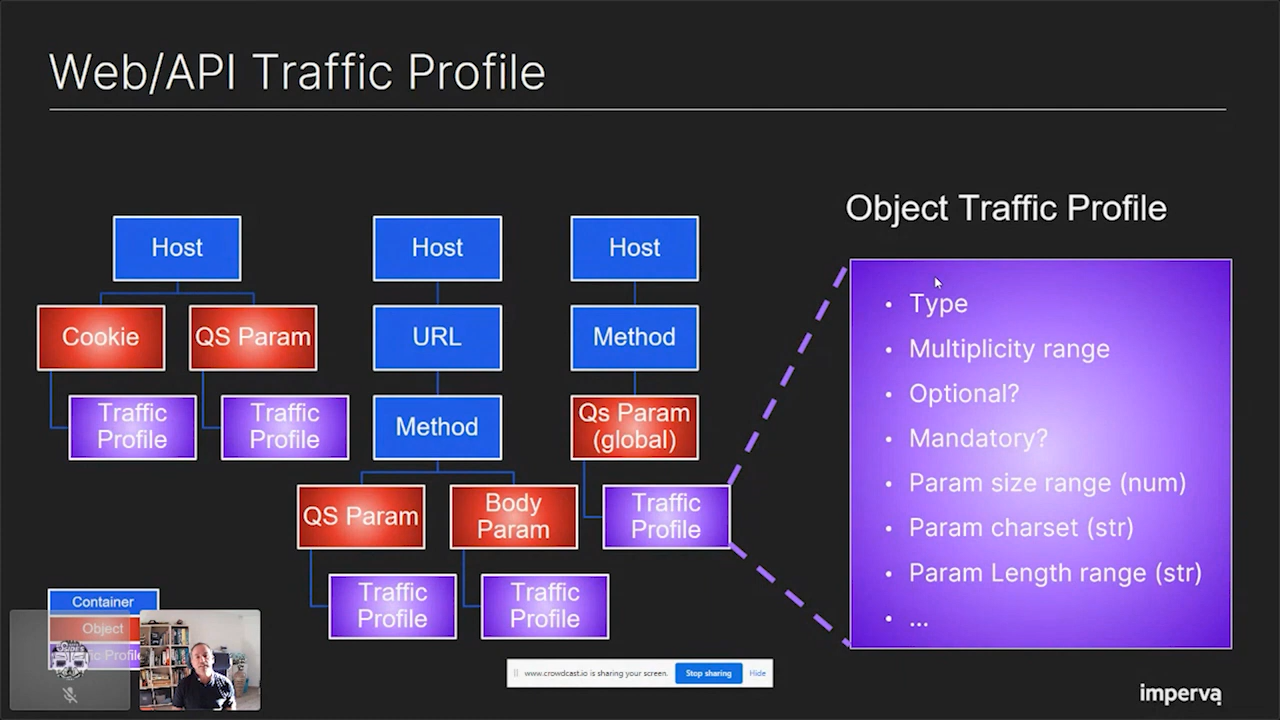 Web/API Traffic Profile
Object Traffic Profile
Host
Cookie
QS Param
Traffic
Profile
Traffic
Profile
Host
URL
Method
QS Param
Body
Param
Traffic
Profile
Traffic
Profile
Host
Method
Qs Param
(global)
Traffic
Profile
• Type
• Multiplicity range
• Optional?
• Mandatory?
• Param size range (num)
• Param charset (str)
• Param Length range (str)
• ...
Container
Object
Profile
www.crowdcast.io is sharing your screen.
Stop sharing
Hide
imperva